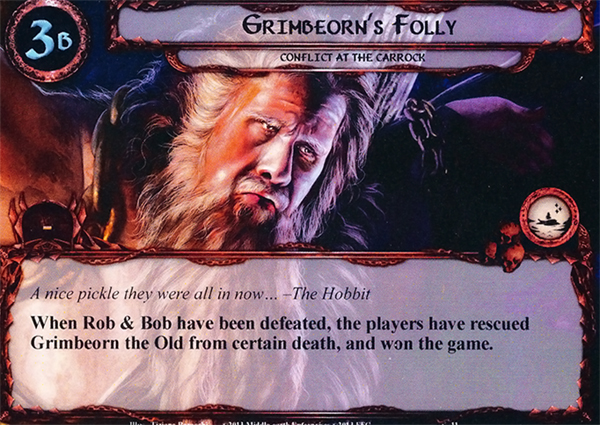 3B
GRIMBEORN'S FOLLY
CONFLICT AT THE CARROCK
A nice pickle they were all in now… –The Hobbit
When Rob & Bob have been defeated, the players have rescued
Grimbeorn the Old from certain death, and won the game.